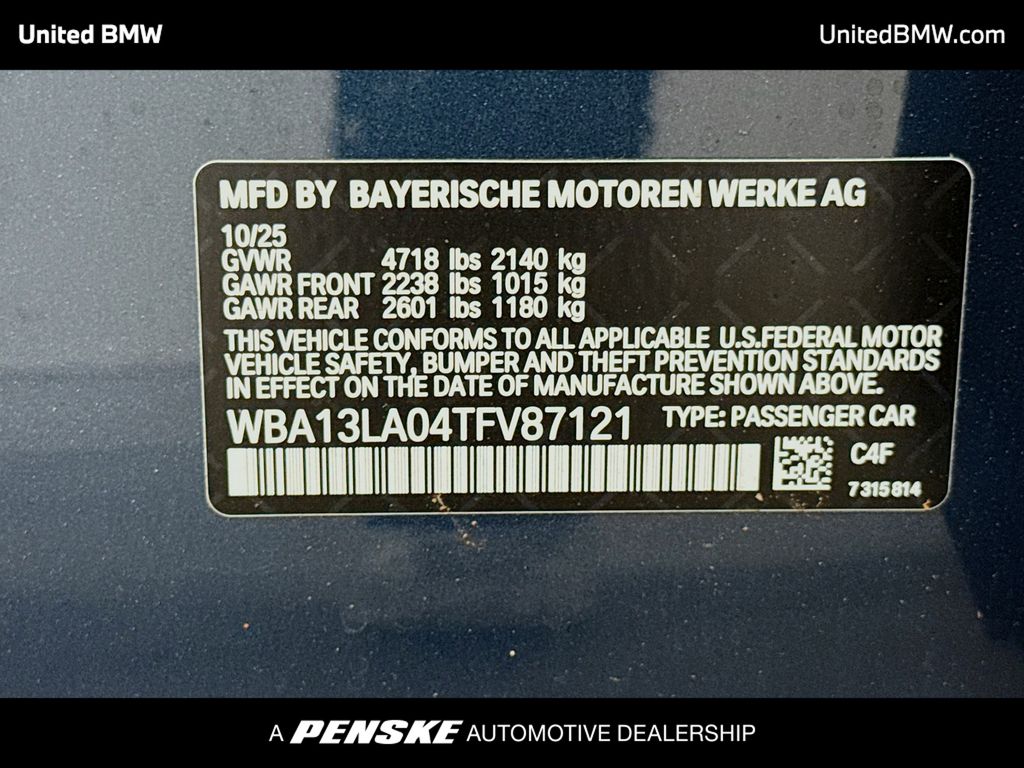 United BMW
UnitedBMW.com
MFD BY BAYERISCHE MOTOREN WERKE AG
10/25
GVWR 4718 lbs 2140 kg
GAWR FRONT 2238 lbs 1015 kg
GAWR REAR 2601 lbs 1180 kg
THIS VEHICLE CONFORMS TO ALL APPLICABLE U.S.FEDERAL MOTOR
VEHICLE SAFETY, BUMPER AND THEFT PREVENTION STANDARDS
IN EFFECT ON THE DATE OF MANUFACTURE SHOWN ABOVE.
WBA13LA04TFV87121 TYPE: PASSENGER CAR
C4F
7315814
A PENSKE AUTOMOTIVE DEALERSHIP